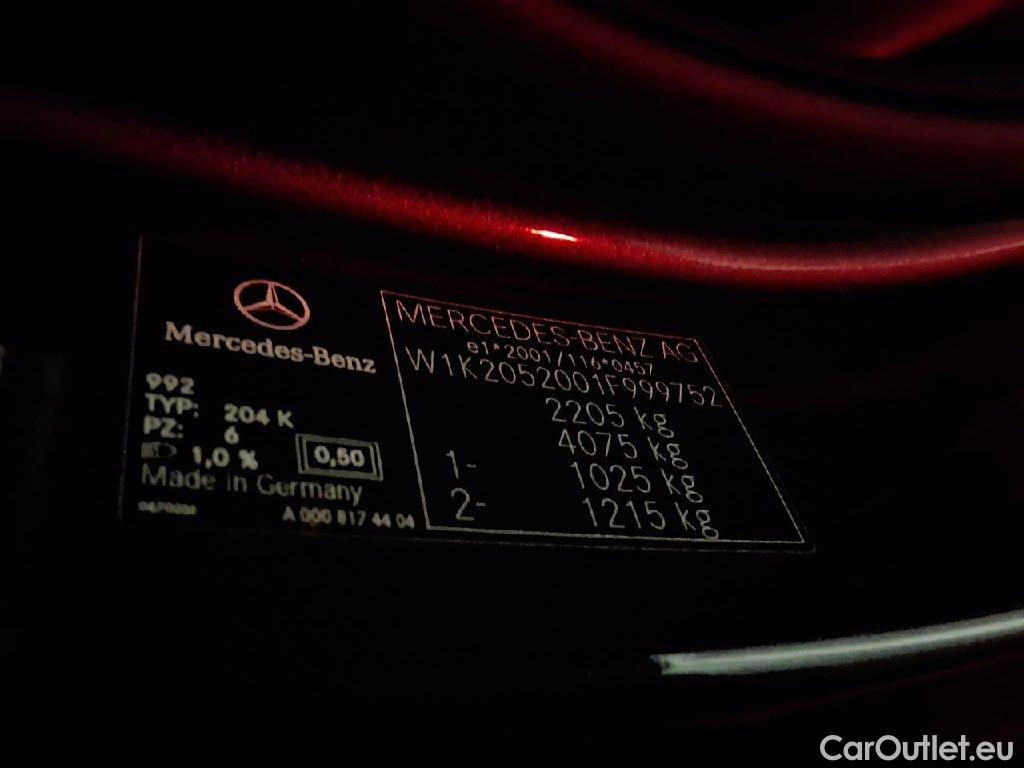 Mercedes-Benz
992
TYP: 204 K
PZ: 6
1,0 %
0,50
Made in Germany
A 000 817 44 04
MERCEDES-BENZ AG
e1*2001/116*0457
W1K2052001F999752
2205 kg
4075 kg
1- 1025 kg
2- 1215 kg
CarOutlet.eu